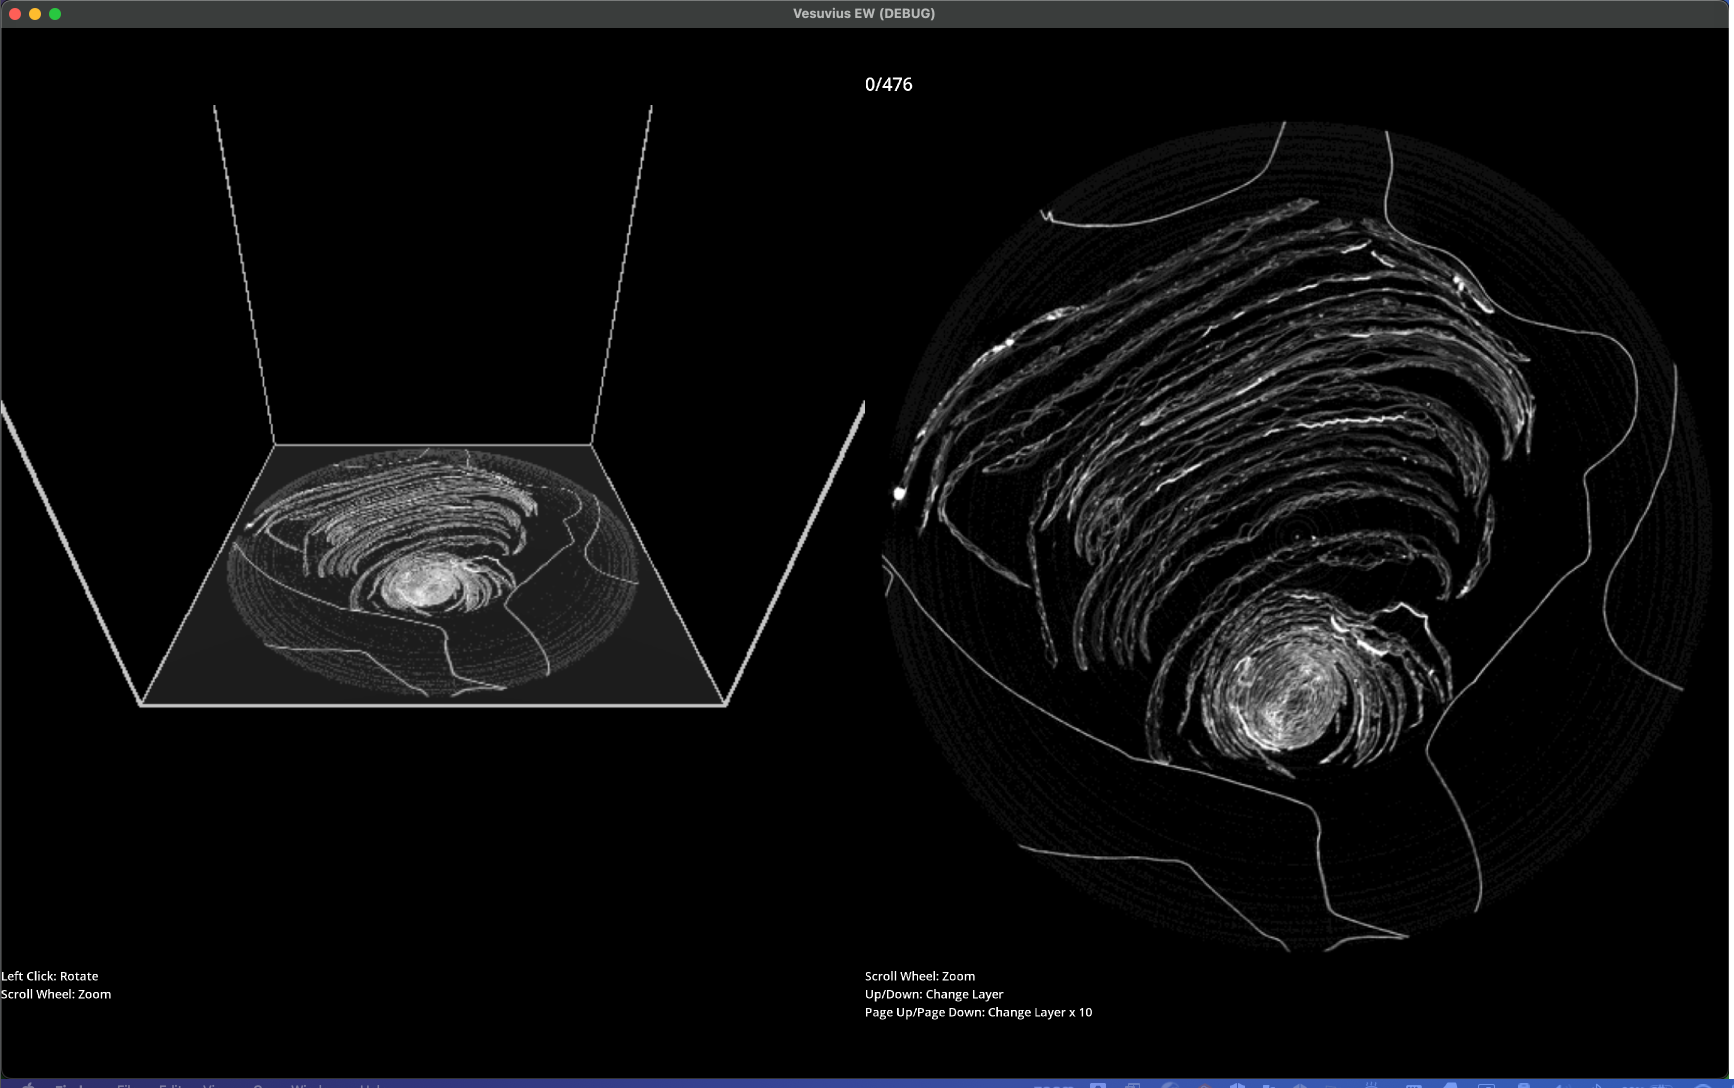 Vesuvius EW (DEBUG)
0/476
Left Click: Rotate
Scroll Wheel: Zoom
Scroll Wheel: Zoom
Up/Down: Change Layer
Page Up/Page Down: Change Layer x 10